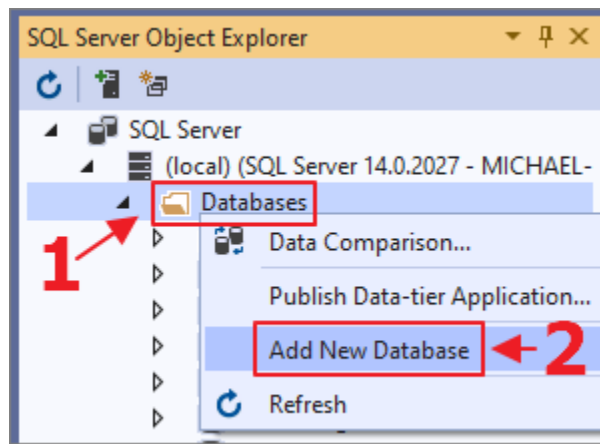 SQL Server Object Explorer
SQL Server
(local) (SQL Server 14.0.2027 - MICHAEL-
Databases
1
Data Comparison...
Publish Data-tier Application...
Add New Database
2
Refresh